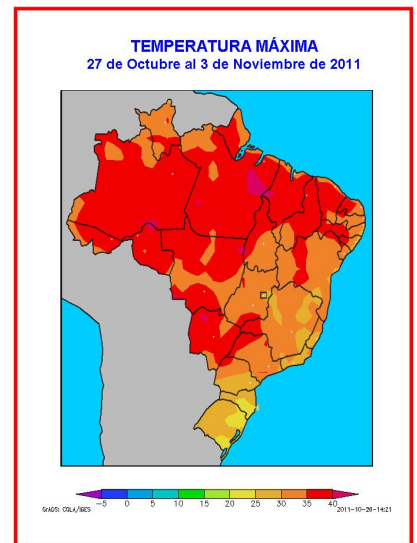 TEMPERATURA MÁXIMA
27 de Octubre al 3 de Noviembre de 2011
-5 0 5 10 15 20 25 30 35 40
GrADS: COLA/IGES 2011-10-26-14:21